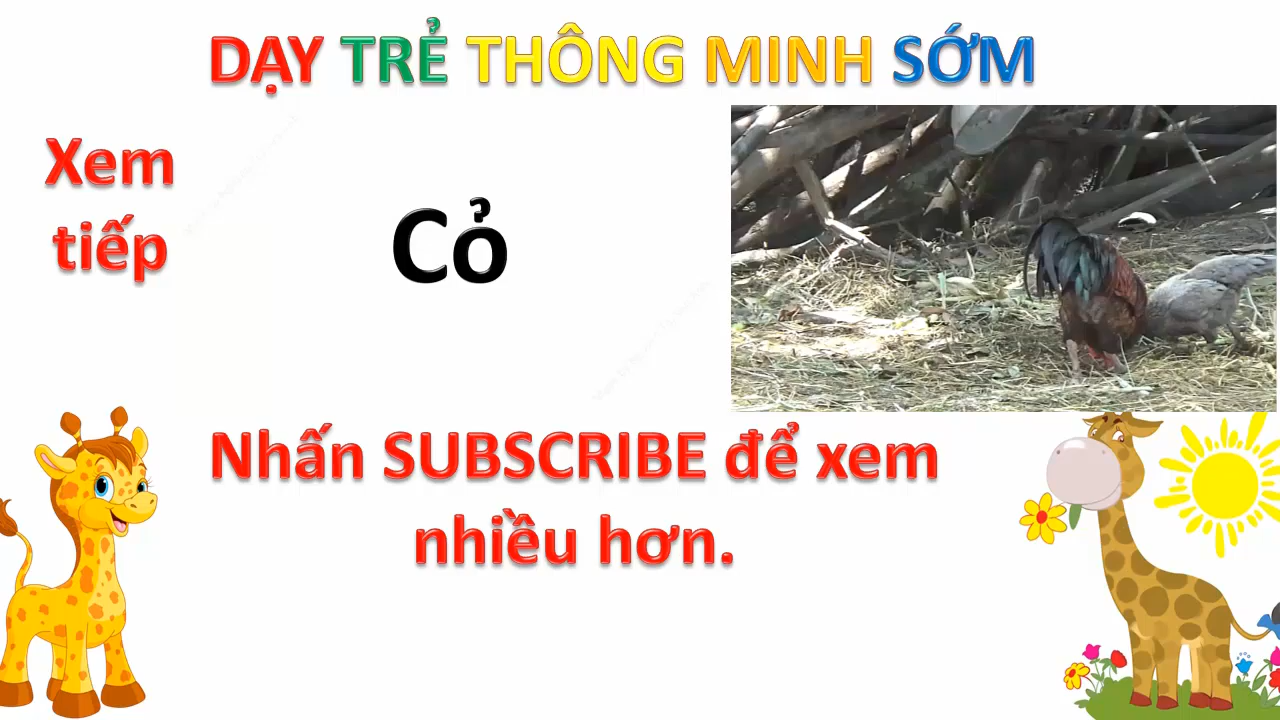 DẠY TRẺ THÔNG MINH SỚM
Xem
tiếp
Cỏ
Nhấn SUBSCRIBE để xem
nhiều hơn.